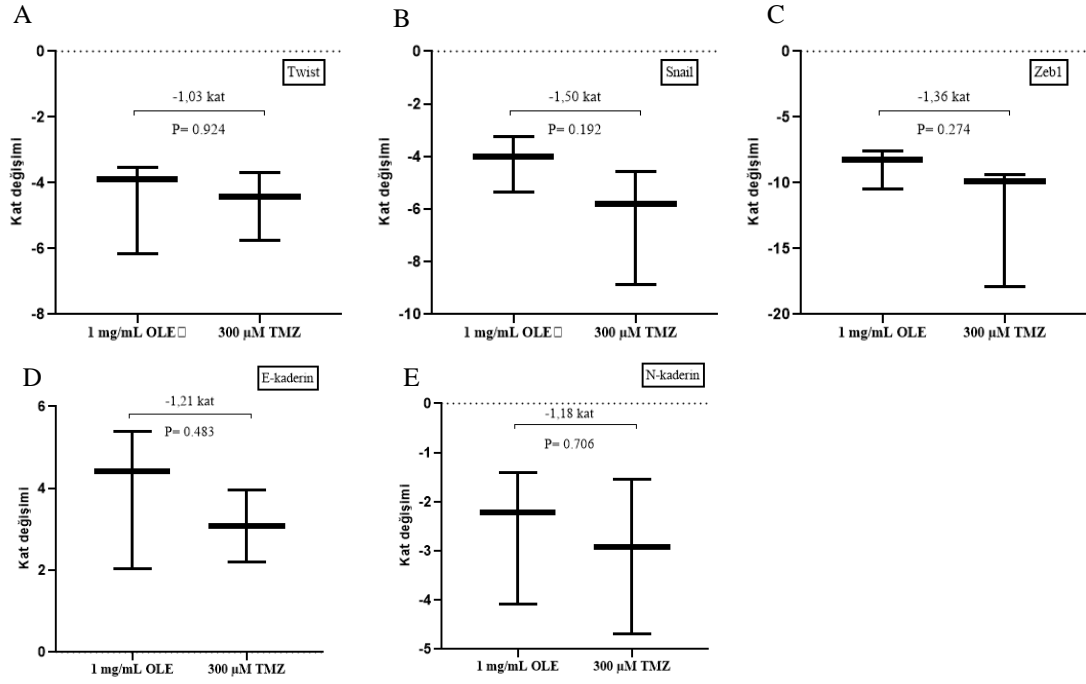 A
0
Twist
-1,03 kat
-2
P= 0.924
Kat değişimi
-4
-6
-8
1 mg/mL OLE□
300 µM TMZ
B
0
Snail
-1,50 kat
-2
P= 0.192
Kat değişimi
-4
-6
-8
-10
1 mg/mL OLE□
300 µM TMZ
C
0
Zeb1
-1,36 kat
-5
P= 0.274
Kat değişimi
-10
-15
-20
1 mg/mL OLE
300 µM TMZ
D
E-kaderin
6
-1,21 kat
P= 0.483
Kat değişimi
4
2
0
1 mg/mL OLE
300 µM TMZ
E
N-kaderin
0
-1,18 kat
-1
P= 0.706
Kat değişimi
-2
-3
-4
-5
1 mg/mL OLE
300 µM TMZ